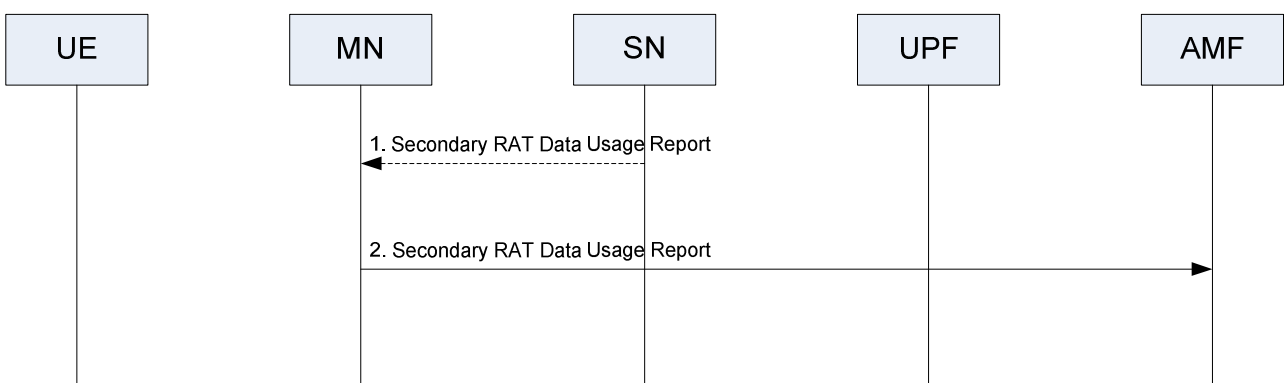 UE
MN
SN
UPF
AMF
1. Secondary RAT Data Usage Report
2. Secondary RAT Data Usage Report